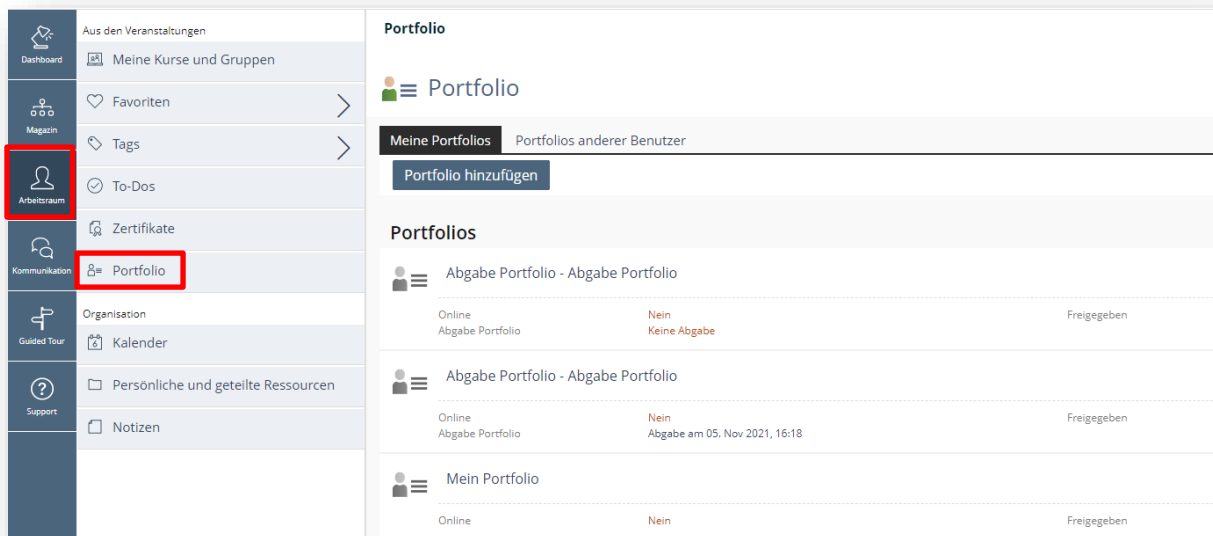 Dashboard
Magazin
Arbeitsraum
Kommunikation
Guided Tour
Support
Aus den Veranstaltungen
Meine Kurse und Gruppen
Favoriten
Tags
To-Dos
Zertifikate
Portfolio
Organisation
Kalender
Persönliche und geteilte Ressourcen
Notizen
Portfolio
Portfolio
Meine Portfolios Portfolios anderer Benutzer
Portfolio hinzufügen
Portfolios
Abgabe Portfolio - Abgabe Portfolio
Online Nein Freigegeben
Abgabe Portfolio Keine Abgabe
Abgabe Portfolio - Abgabe Portfolio
Online Nein Freigegeben
Abgabe Portfolio Abgabe am 05. Nov 2021, 16:18
Mein Portfolio
Online Nein Freigegeben